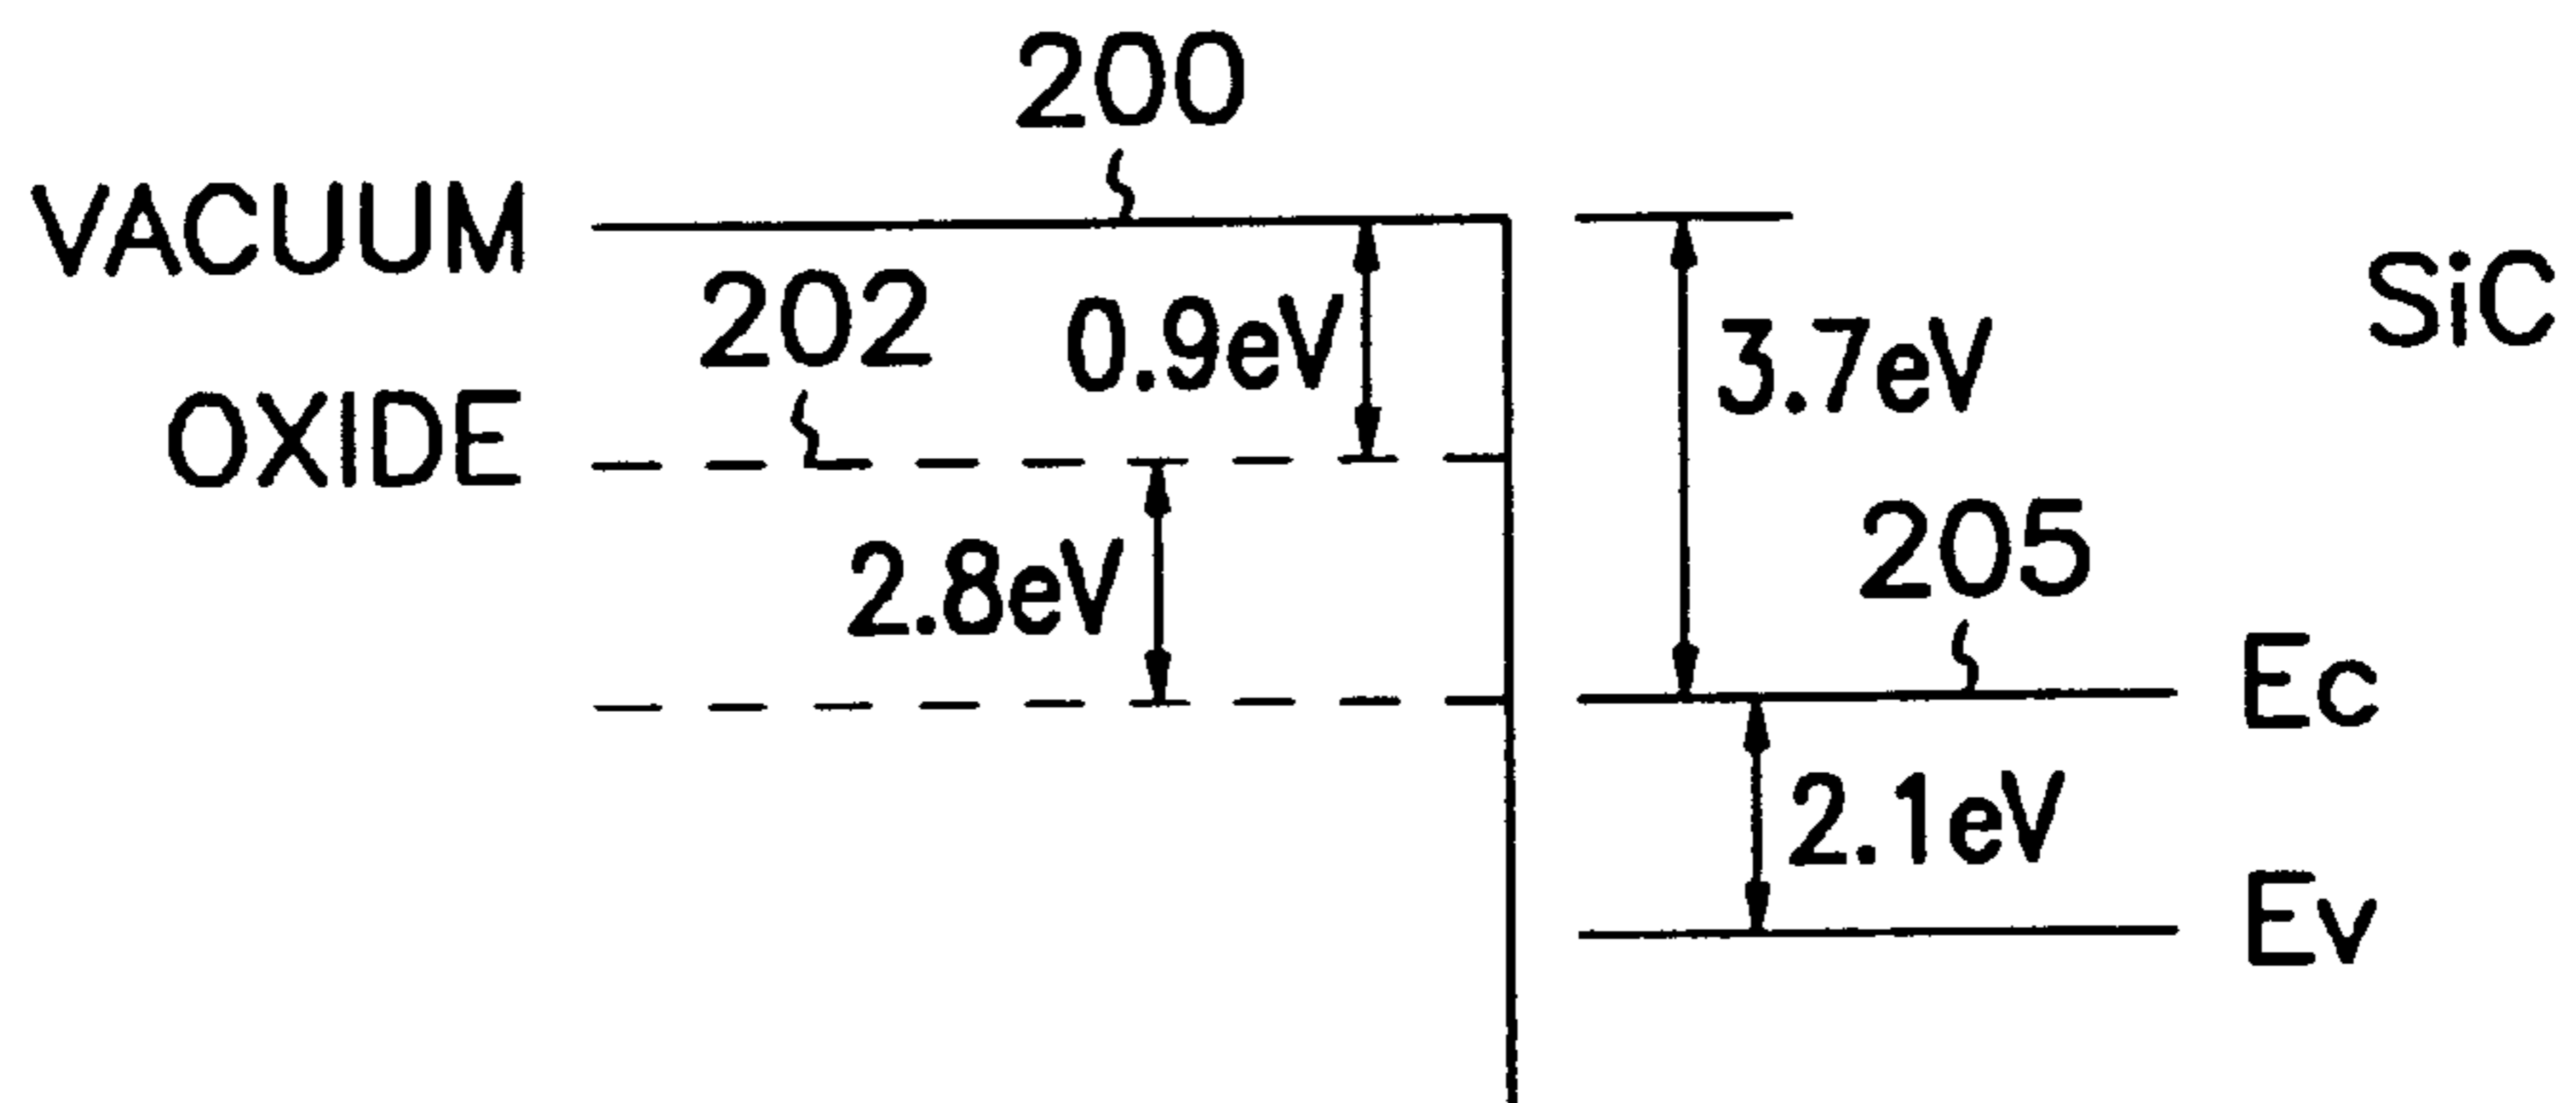 200
VACUUM
SiC
202
0.9eV
3.7eV
OXIDE
205
2.8eV
Ec
2.1eV
Ev